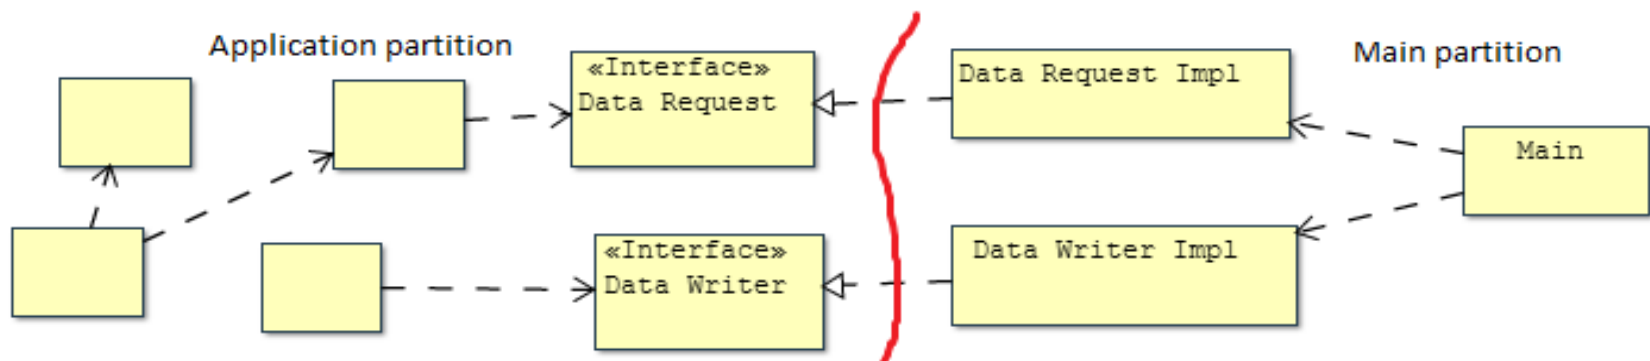 Application partition
«Interface»
Data Request
Data Request Impl
Main partition
Main
«Interface»
Data Writer
Data Writer Impl